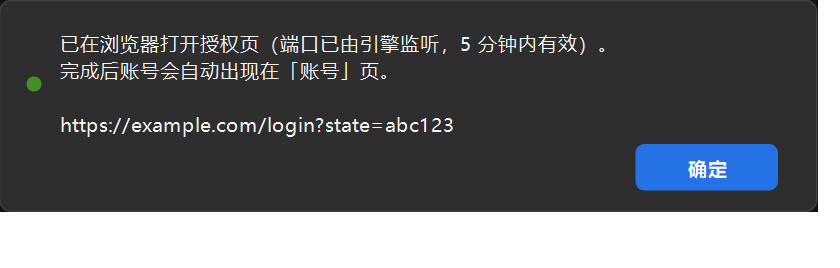 已在浏览器打开授权页（端口已由引擎监听，5 分钟内有效）。
完成后账号会自动出现在「账号」页。
https://example.com/login?state=abc123
确定